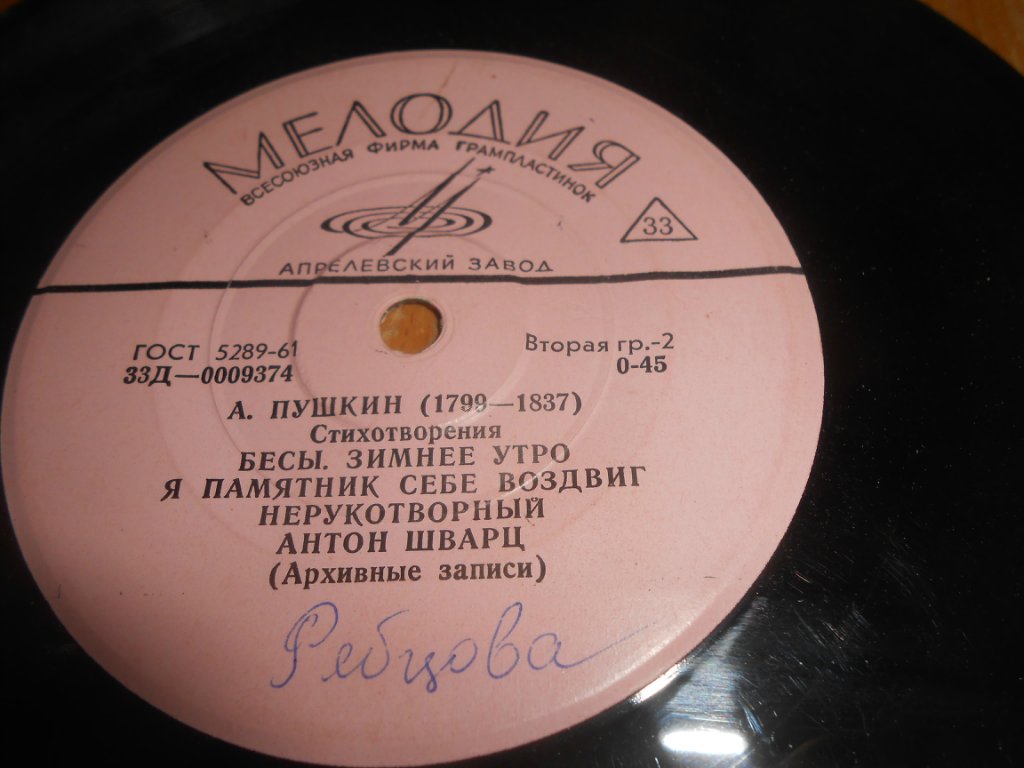 МЕЛОДИЯ
ВСЕСОЮЗНАЯ ФИРМА ГРАМПЛАСТИНОК
33
АПРЕЛЕВСКИЙ ЗАВОД
ГОСТ 5289-61
33Д—0009374
Вторая гр.-2
0-45
А. ПУШКИН (1799—1837)
Стихотворения
БЕСЫ. ЗИМНЕЕ УТРО
Я ПАМЯТНИК СЕБЕ ВОЗДВИГ
НЕРУКОТВОРНЫЙ
АНТОН ШВАРЦ
(Архивные записи)
Ребцова